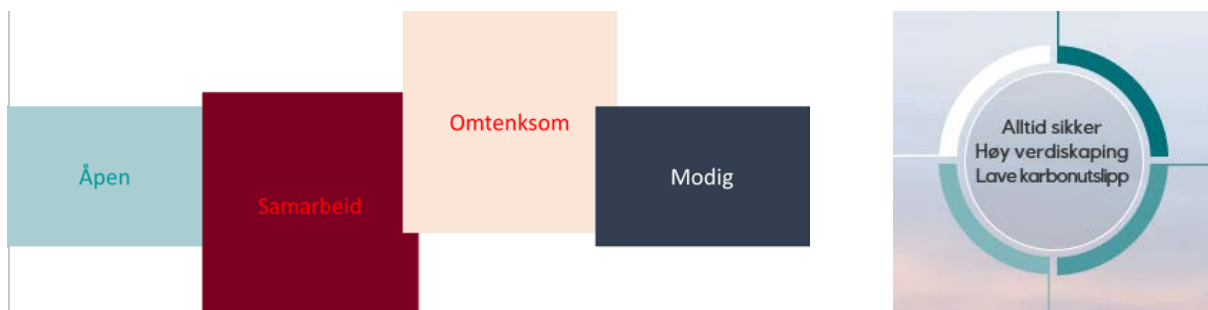 Åpen
Samarbeid
Omtenksom
Modig
Alltid sikker
Høy verdiskaping
Lave karbonutslipp